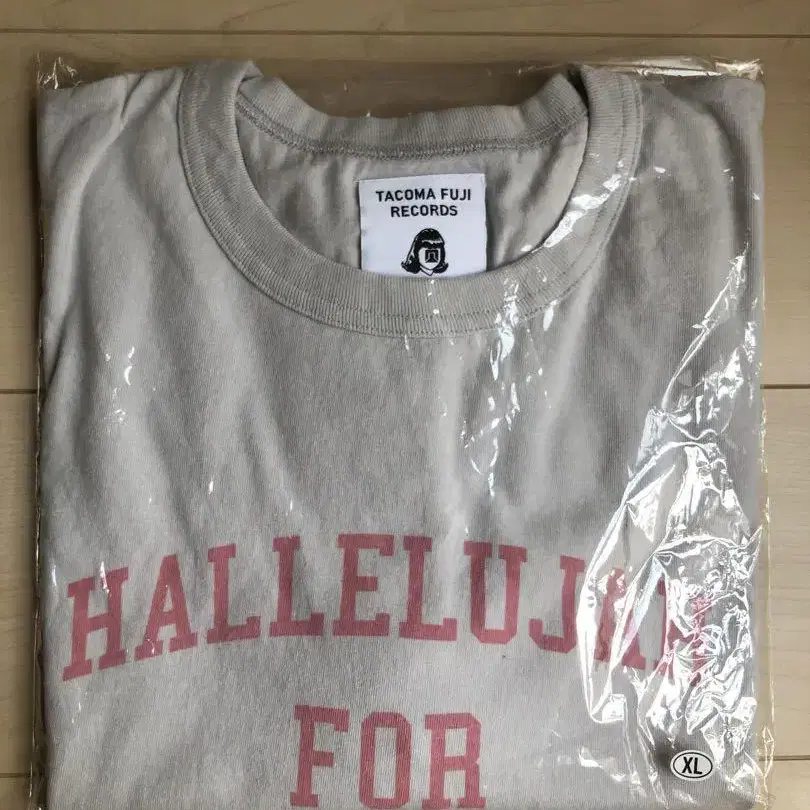 TACOMA FUJI
RECORDS
HALLELUJAH
FOR
XL